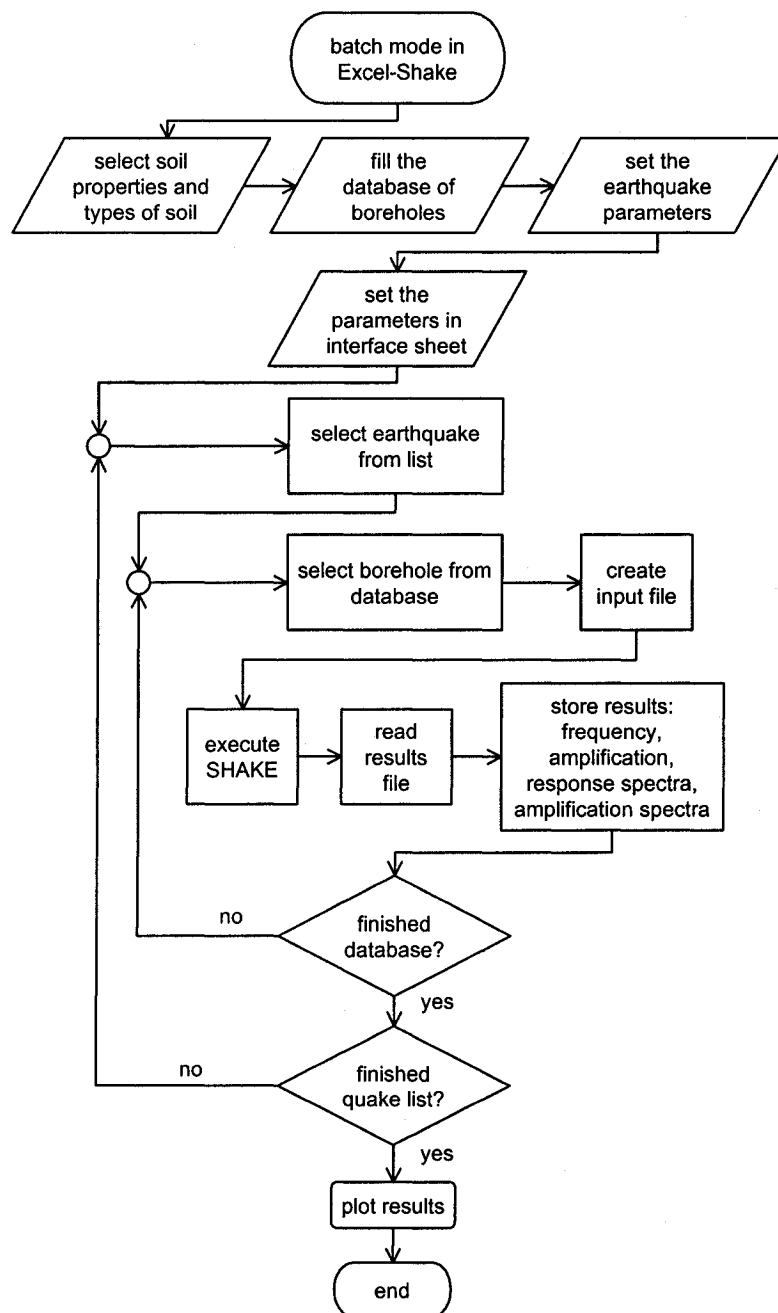 batch mode in
Excel-Shake
select soil
properties and
types of soil
fill the
database of
boreholes
set the
earthquake
parameters
set the
parameters in
interface sheet
select earthquake
from list
select borehole from
database
create
input file
execute
SHAKE
read
results
file
store results:
frequency,
amplification,
response spectra,
amplification spectra
no
finished
database?
yes
no
finished
quake list?
yes
plot results
end